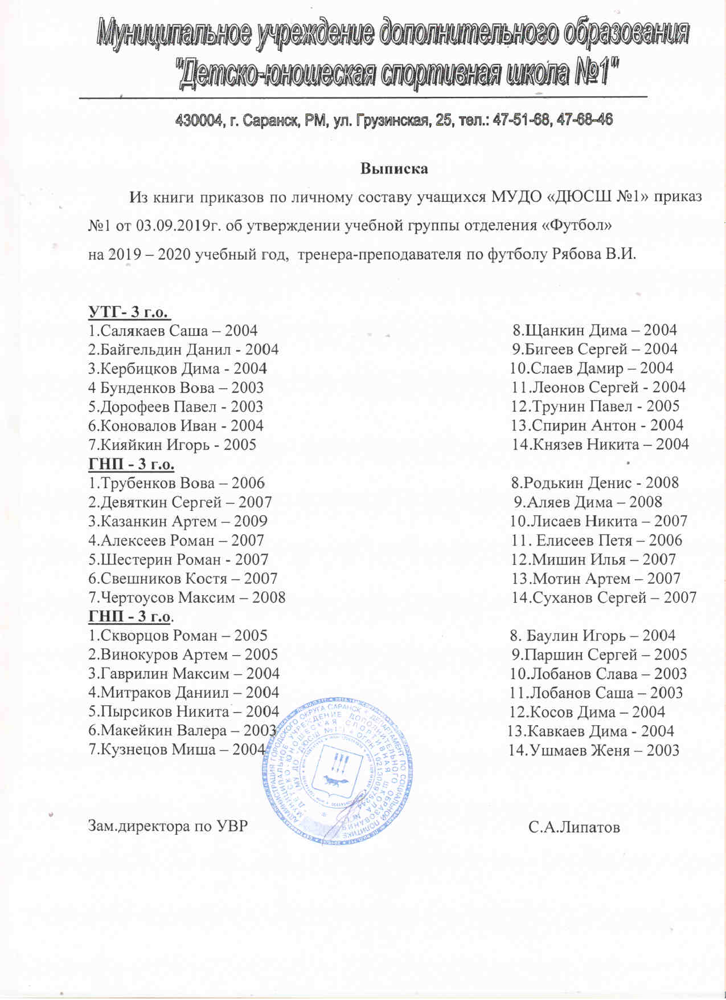 Муниципальное учреждение дополнительного образования
"Детско-юношеская спортивная школа №1"
430004, г. Саранск, РМ, ул. Грузинская, 25, тел.: 47-51-68, 47-68-46
Выписка
Из книги приказов по личному составу учащихся МУДО «ДЮСШ №1» приказ
№1 от 03.09.2019г. об утверждении учебной группы отделения «Футбол»
на 2019 – 2020 учебный год, тренера-преподавателя по футболу Рябова В.И.
УТГ- 3 г.о.
1.Салякаев Саша – 2004 8.Щанкин Дима – 2004
2.Байгельдин Данил - 2004 9.Бигеев Сергей – 2004
3.Кербицков Дима - 2004 10.Слаев Дамир – 2004
4 Бунденков Вова – 2003 11.Леонов Сергей - 2004
5.Дорофеев Павел - 2003 12.Трунин Павел - 2005
6.Коновалов Иван - 2004 13.Спирин Антон - 2004
7.Кияйкин Игорь - 2005 14.Князев Никита – 2004
ГНП - 3 г.о.
1.Трубенков Вова – 2006 8.Родькин Денис - 2008
2.Девяткин Сергей – 2007 9.Аляев Дима – 2008
3.Казанкин Артем – 2009 10.Лисаев Никита – 2007
4.Алексеев Роман – 2007 11. Елисеев Петя – 2006
5.Шестерин Роман - 2007 12.Мишин Илья – 2007
6.Свешников Костя – 2007 13.Мотин Артем – 2007
7.Чертоусов Максим – 2008 14.Суханов Сергей – 2007
ГНП - 3 г.о.
1.Скворцов Роман – 2005 8. Баулин Игорь – 2004
2.Винокуров Артем – 2005 9.Паршин Сергей – 2005
3.Гаврилин Максим – 2004 10.Лобанов Слава – 2003
4.Митраков Даниил – 2004 11.Лобанов Саша – 2003
5.Пырсиков Никита – 2004 12.Косов Дима – 2004
6.Макейкин Валера – 2003 13.Кавкаев Дима - 2004
7.Кузнецов Миша – 2004 14.Ушмаев Женя – 2003
АДМИНИСТРАЦИЯ ГОРОДСКОГО ОКРУГА САРАНСК * ДЕПАРТАМЕНТ ПО СОЦИАЛЬНОЙ ПОЛИТИКЕ
МУНИЦИПАЛЬНОЕ УЧРЕЖДЕНИЕ ДОПОЛНИТЕЛЬНОГО ОБРАЗОВАНИЯ
"ДЕТСКО-ЮНОШЕСКАЯ СПОРТИВНАЯ ШКОЛА №1"
(МУ ДО "ДЮСШ №1") * ОГРН 1021300975244
Зам.директора по УВР С.А.Липатов